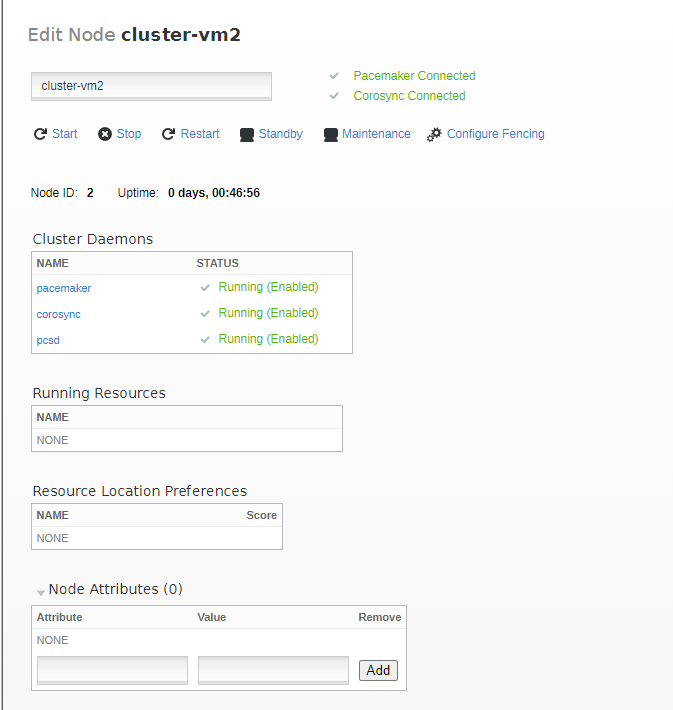 Edit Node cluster-vm2
cluster-vm2
Pacemaker Connected
Corosync Connected
Start Stop Restart Standby Maintenance Configure Fencing
Node ID: 2 Uptime: 0 days, 00:46:56
Cluster Daemons
NAME STATUS
pacemaker Running (Enabled)
corosync Running (Enabled)
pcsd Running (Enabled)
Running Resources
NAME
NONE
Resource Location Preferences
NAME Score
NONE
Node Attributes (0)
Attribute Value Remove
NONE
Add